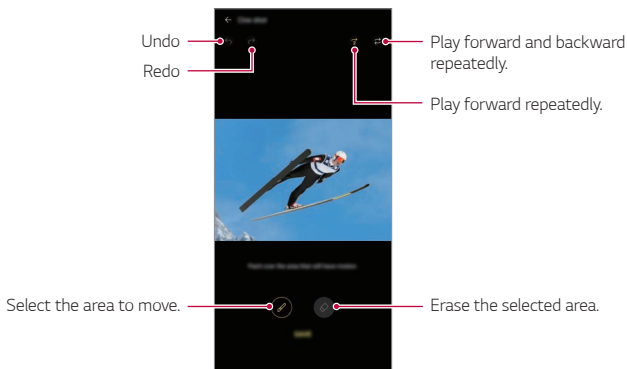 Undo
Redo
Play forward and backward
repeatedly.
Play forward repeatedly.
Select the area to move.
Erase the selected area.